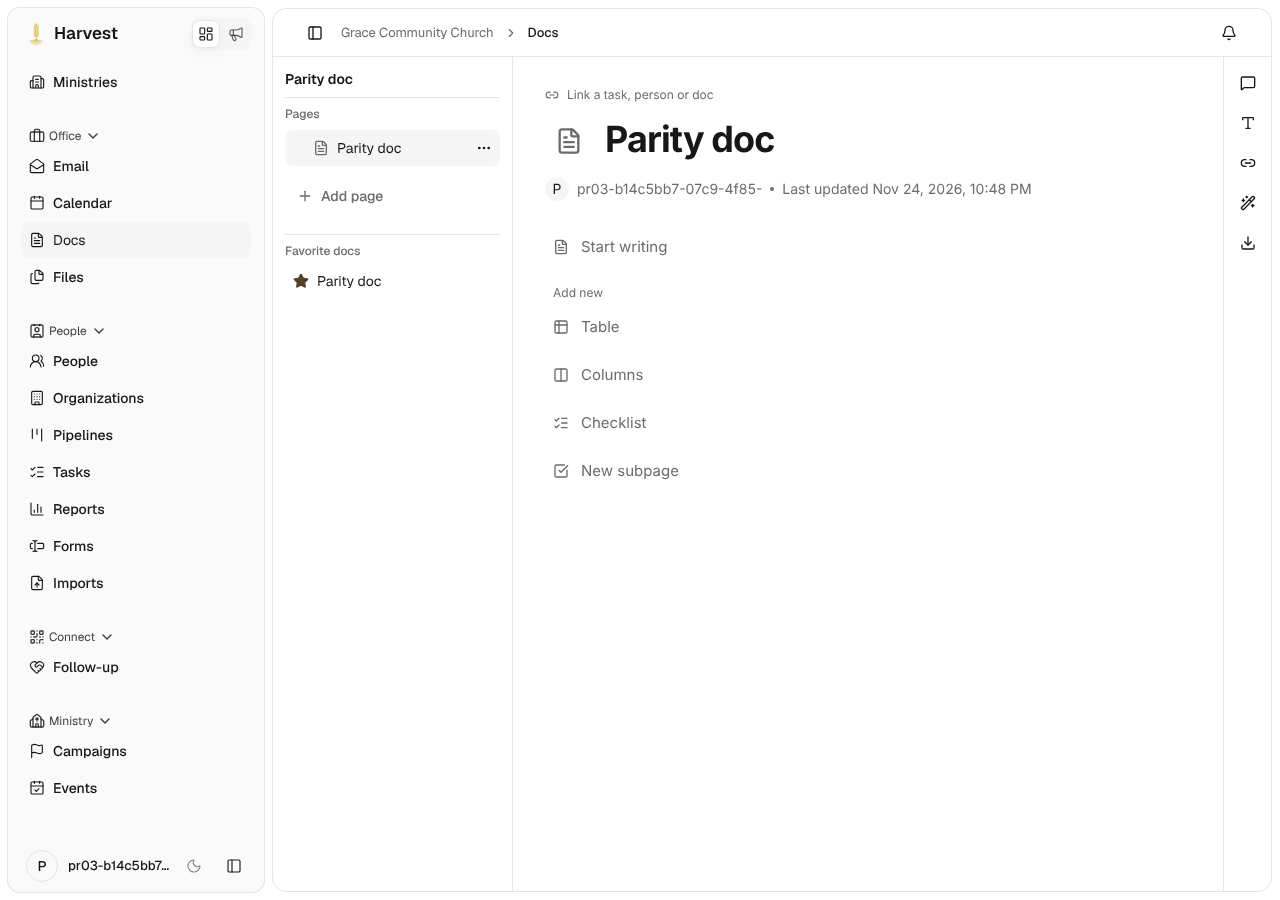 Harvest
Ministries
Office
Email
Calendar
Docs
Files
People
People
Organizations
Pipelines
Tasks
Reports
Forms
Imports
Connect
Follow-up
Ministry
Campaigns
Events
P pr03-b14c5bb7...
Grace Community Church > Docs
Parity doc
Pages
Parity doc
Add page
Favorite docs
Parity doc
Link a task, person or doc
Parity doc
P pr03-b14c5bb7-07c9-4f85- • Last updated Nov 24, 2026, 10:48 PM
Start writing
Add new
Table
Columns
Checklist
New subpage